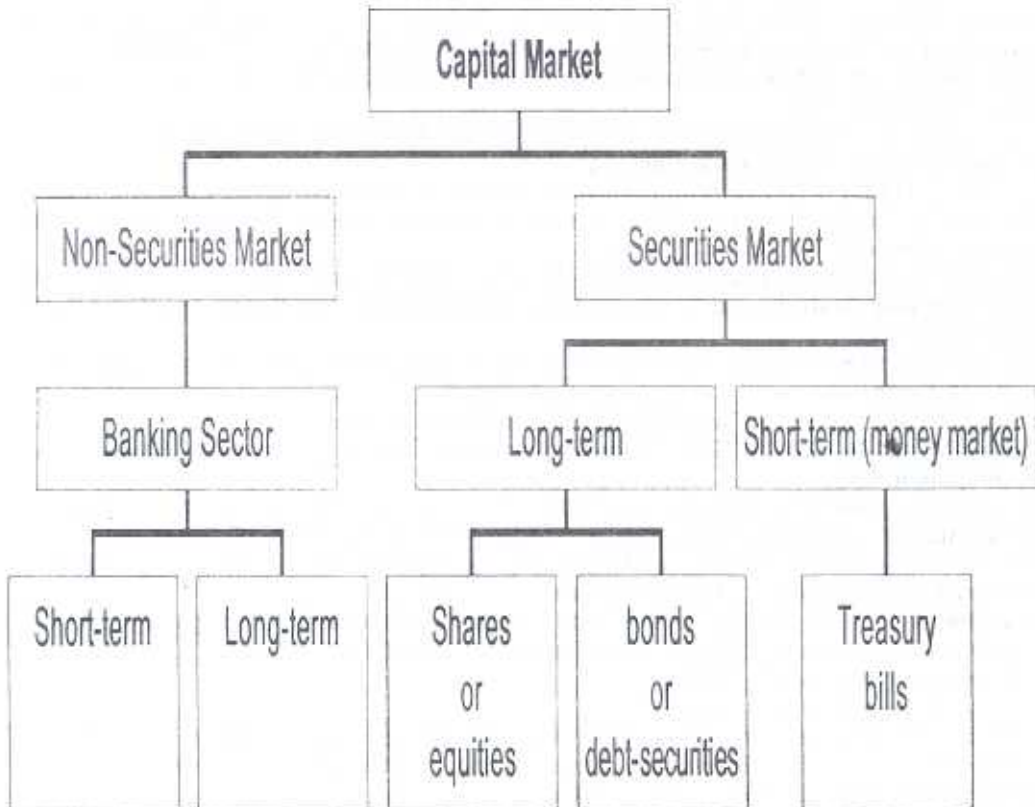 Capital Market
Non-Securities Market
Securities Market
Banking Sector
Long-term
Short-term (money market)
Short-term
Long-term
Shares
or
equities
bonds
or
debt-securities
Treasury
bills